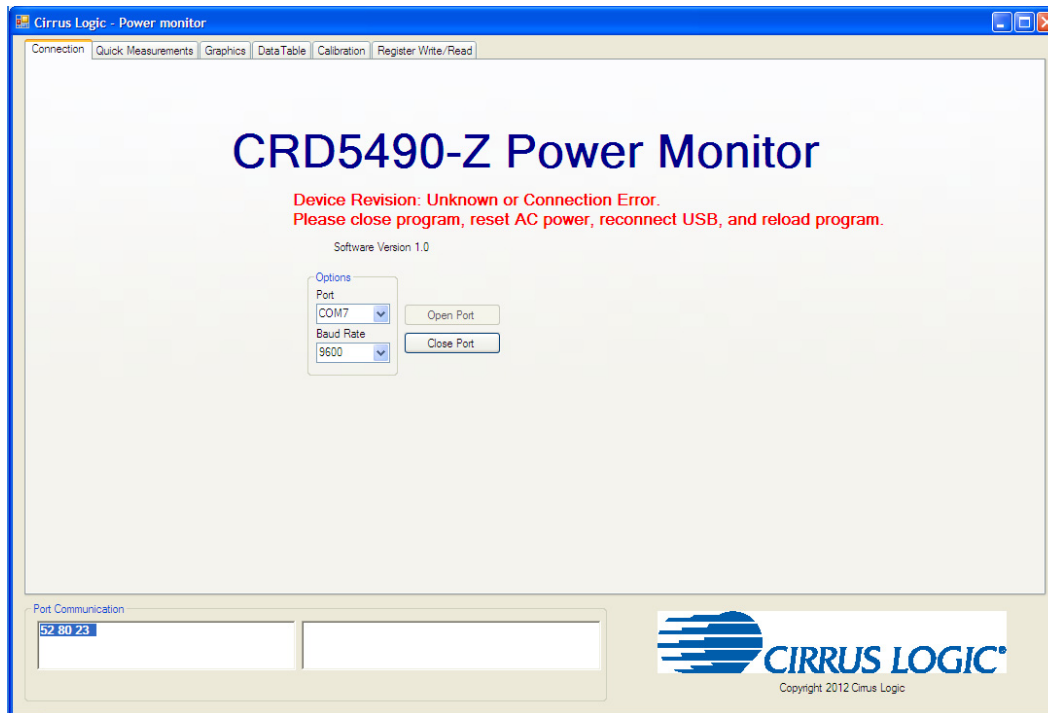 Cirrus Logic - Power monitor
Connection Quick Measurements Graphics Data Table Calibration Register Write/Read
CRD5490-Z Power Monitor
Device Revision: Unknown or Connection Error.
Please close program, reset AC power, reconnect USB, and reload program.
Software Version 1.0
Options
Port
COM7
Open Port
Baud Rate
9600
Close Port
Port Communication
52 80 23
CIRRUS LOGIC®
Copyright 2012 Cirrus Logic